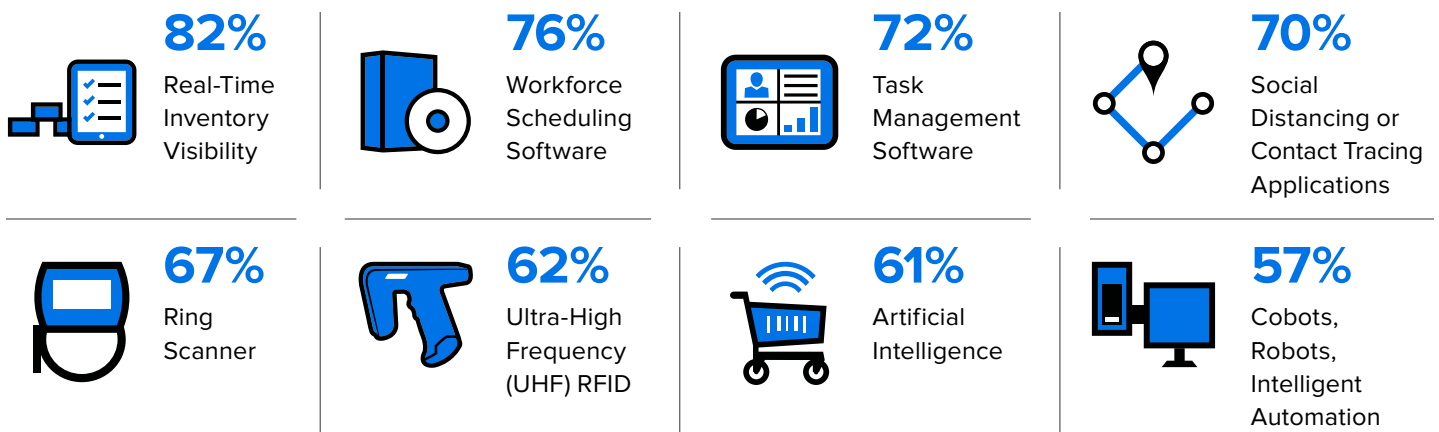 82%
Real-Time
Inventory
Visibility
76%
Workforce
Scheduling
Software
72%
Task
Management
Software
70%
Social
Distancing or
Contact Tracing
Applications
67%
Ring
Scanner
62%
Ultra-High
Frequency
(UHF) RFID
61%
Artificial
Intelligence
57%
Cobots,
Robots,
Intelligent
Automation